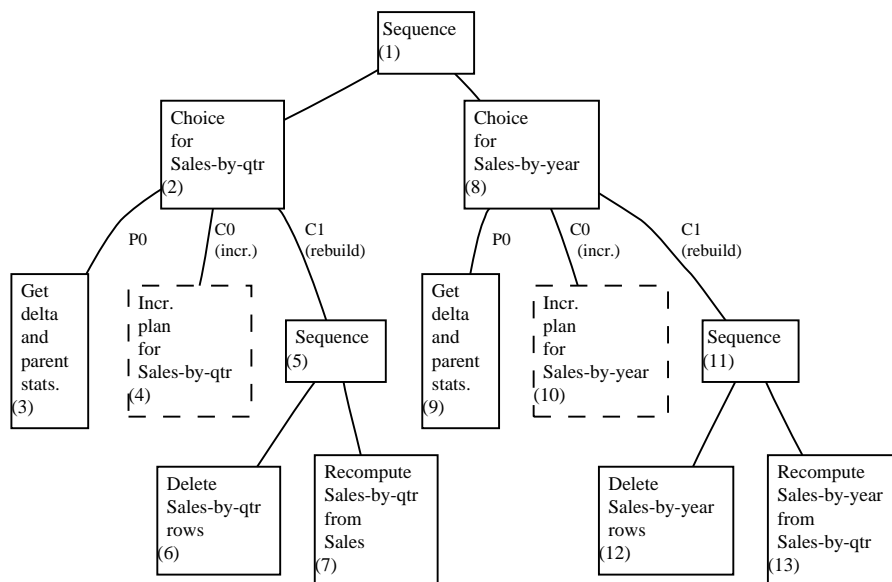 Sequence
(1)
Choice
for
Sales-by-qtr
(2)
Choice
for
Sales-by-year
(8)
P0
C0
(incr.)
C1
(rebuild)
P0
C0
(incr.)
C1
(rebuild)
Get
delta
and
parent
stats.
(3)
Incr.
plan
for
Sales-by-qtr
(4)
Sequence
(5)
Get
delta
and
parent
stats.
(9)
Incr.
plan
for
Sales-by-year
(10)
Sequence
(11)
Delete
Sales-by-qtr
rows
(6)
Recompute
Sales-by-qtr
from
Sales
(7)
Delete
Sales-by-year
rows
(12)
Recompute
Sales-by-year
from
Sales-by-qtr
(13)